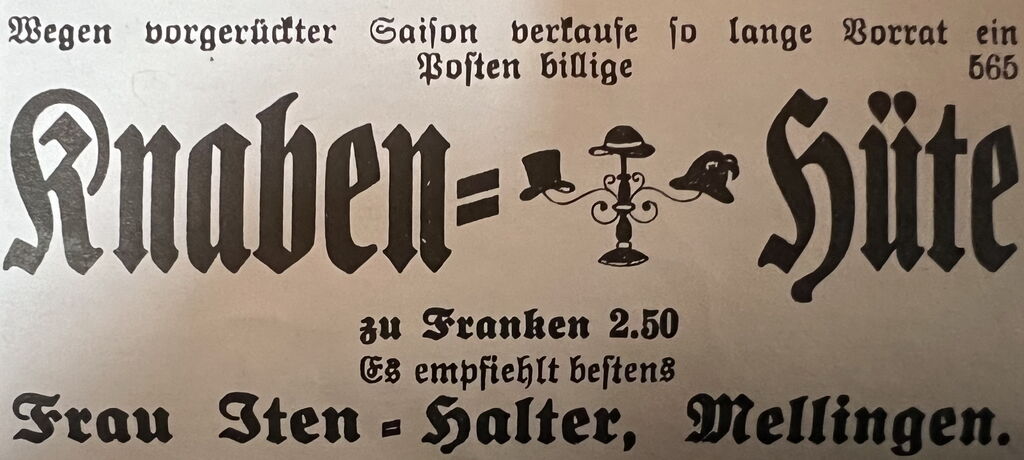 Wegen vorgerückter Saison verkaufe so lange Vorrat ein
Posten billige 565
Knaben= Hüte
zu Franken 2.50
Es empfiehlt bestens
Frau Iten = Halter, Mellingen.